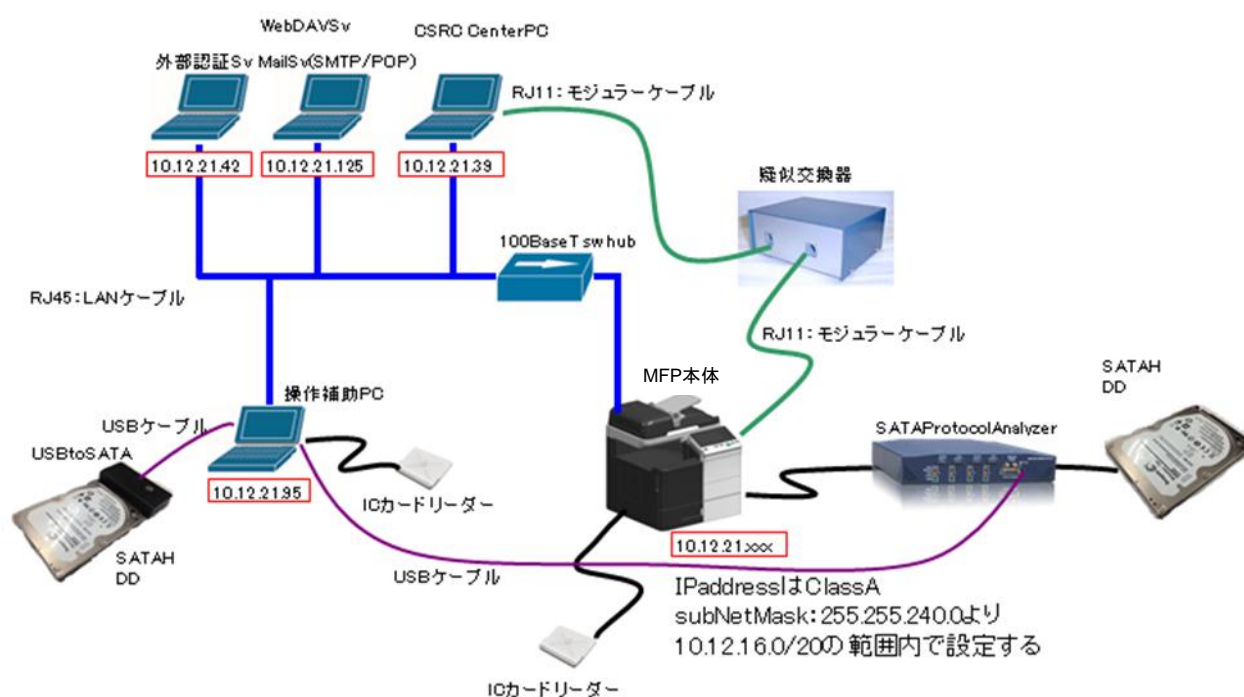 WebDAVSv
CSRC CenterPC
外部認証Sv MailSv(SMTP/POP)
RJ11：モジュラーケーブル
10.12.21.42
10.12.21.125
10.12.21.39
疑似交換器
100BaseT swhub
RJ45：LANケーブル
RJ11：モジュラーケーブル
MFP本体
SATAH
DD
操作補助PC
USBケーブル
SATAProtocolAnalyzer
USBtoSATA
10.12.21.95
ICカードリーダー
10.12.21.xxx
SATAH
DD
USBケーブル
IPaddressはClassA
subNetMask：255.255.240.0より
10.12.16.0/20の範囲内で設定する
ICカードリーダー